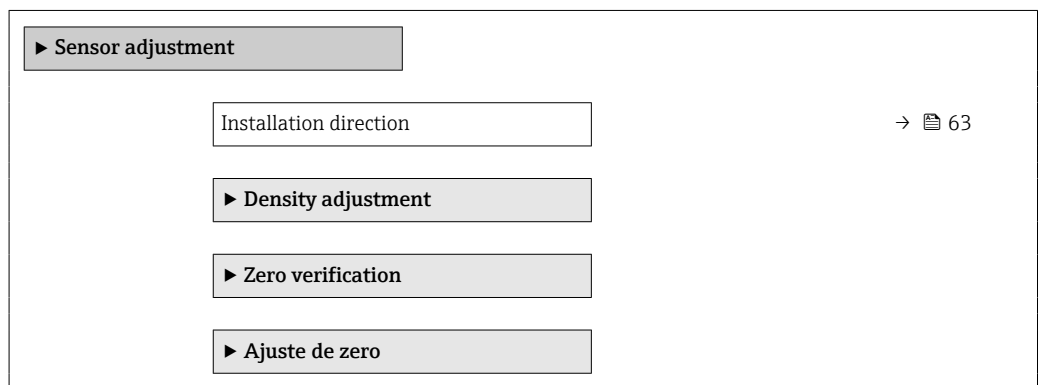 ► Sensor adjustment
Installation direction → 63
► Density adjustment
► Zero verification
► Ajuste de zero